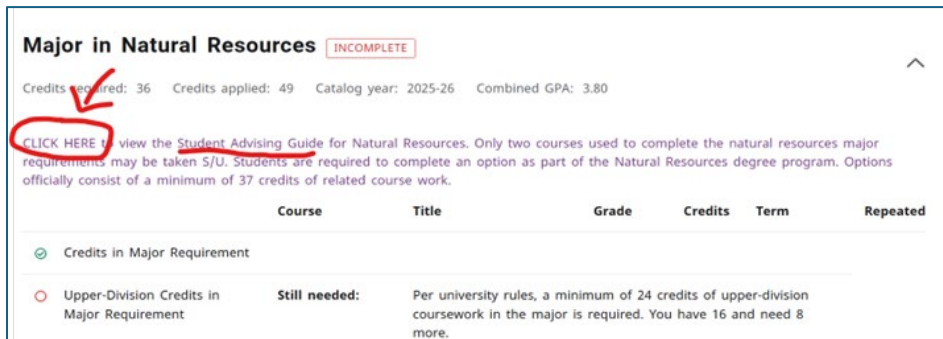 Major in Natural Resources INCOMPLETE
Credits required: 36 Credits applied: 49 Catalog year: 2025-26 Combined GPA: 3.80
CLICK HERE to view the Student Advising Guide for Natural Resources. Only two courses used to complete the natural resources major
requirements may be taken S/U. Students are required to complete an option as part of the Natural Resources degree program. Options
officially consist of a minimum of 37 credits of related course work.
Course Title Grade Credits Term Repeated
Credits in Major Requirement
Upper-Division Credits in Still needed: Per university rules, a minimum of 24 credits of upper-division
Major Requirement coursework in the major is required. You have 16 and need 8
more.